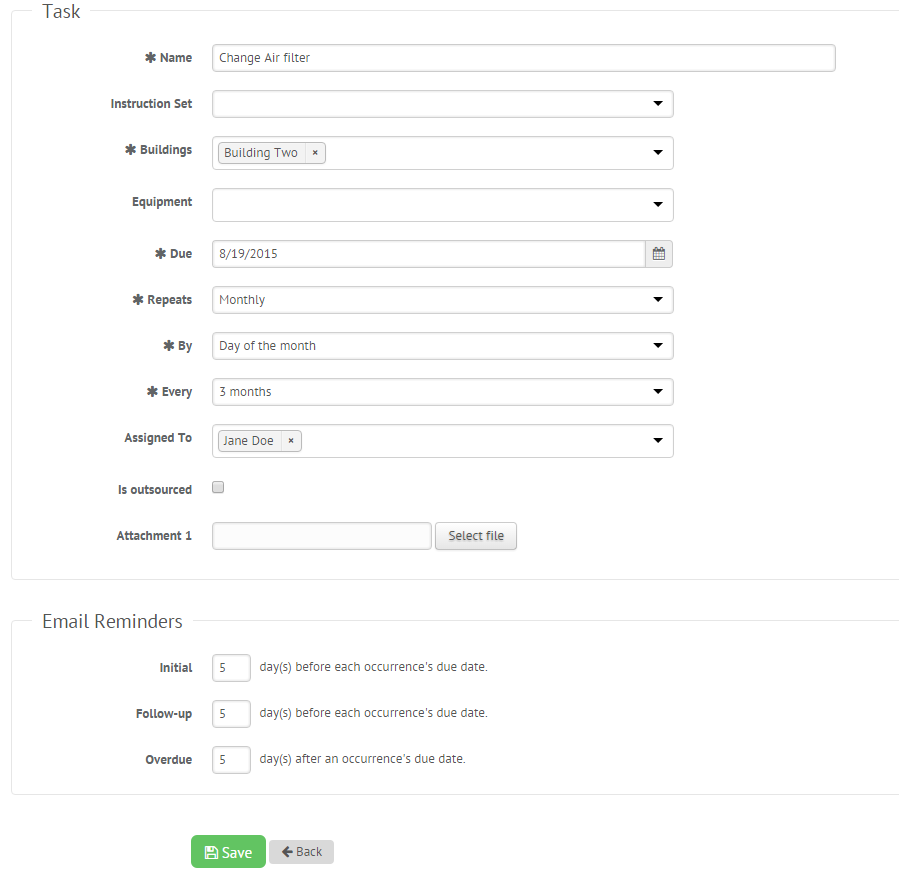 Task
✱ Name Change Air filter
Instruction Set
✱ Buildings Building Two ×
Equipment
✱ Due 8/19/2015
✱ Repeats Monthly
✱ By Day of the month
✱ Every 3 months
Assigned To Jane Doe ×
Is outsourced
Attachment 1 Select file
Email Reminders
Initial 5 day(s) before each occurrence's due date.
Follow-up 5 day(s) before each occurrence's due date.
Overdue 5 day(s) after an occurrence's due date.
Save Back